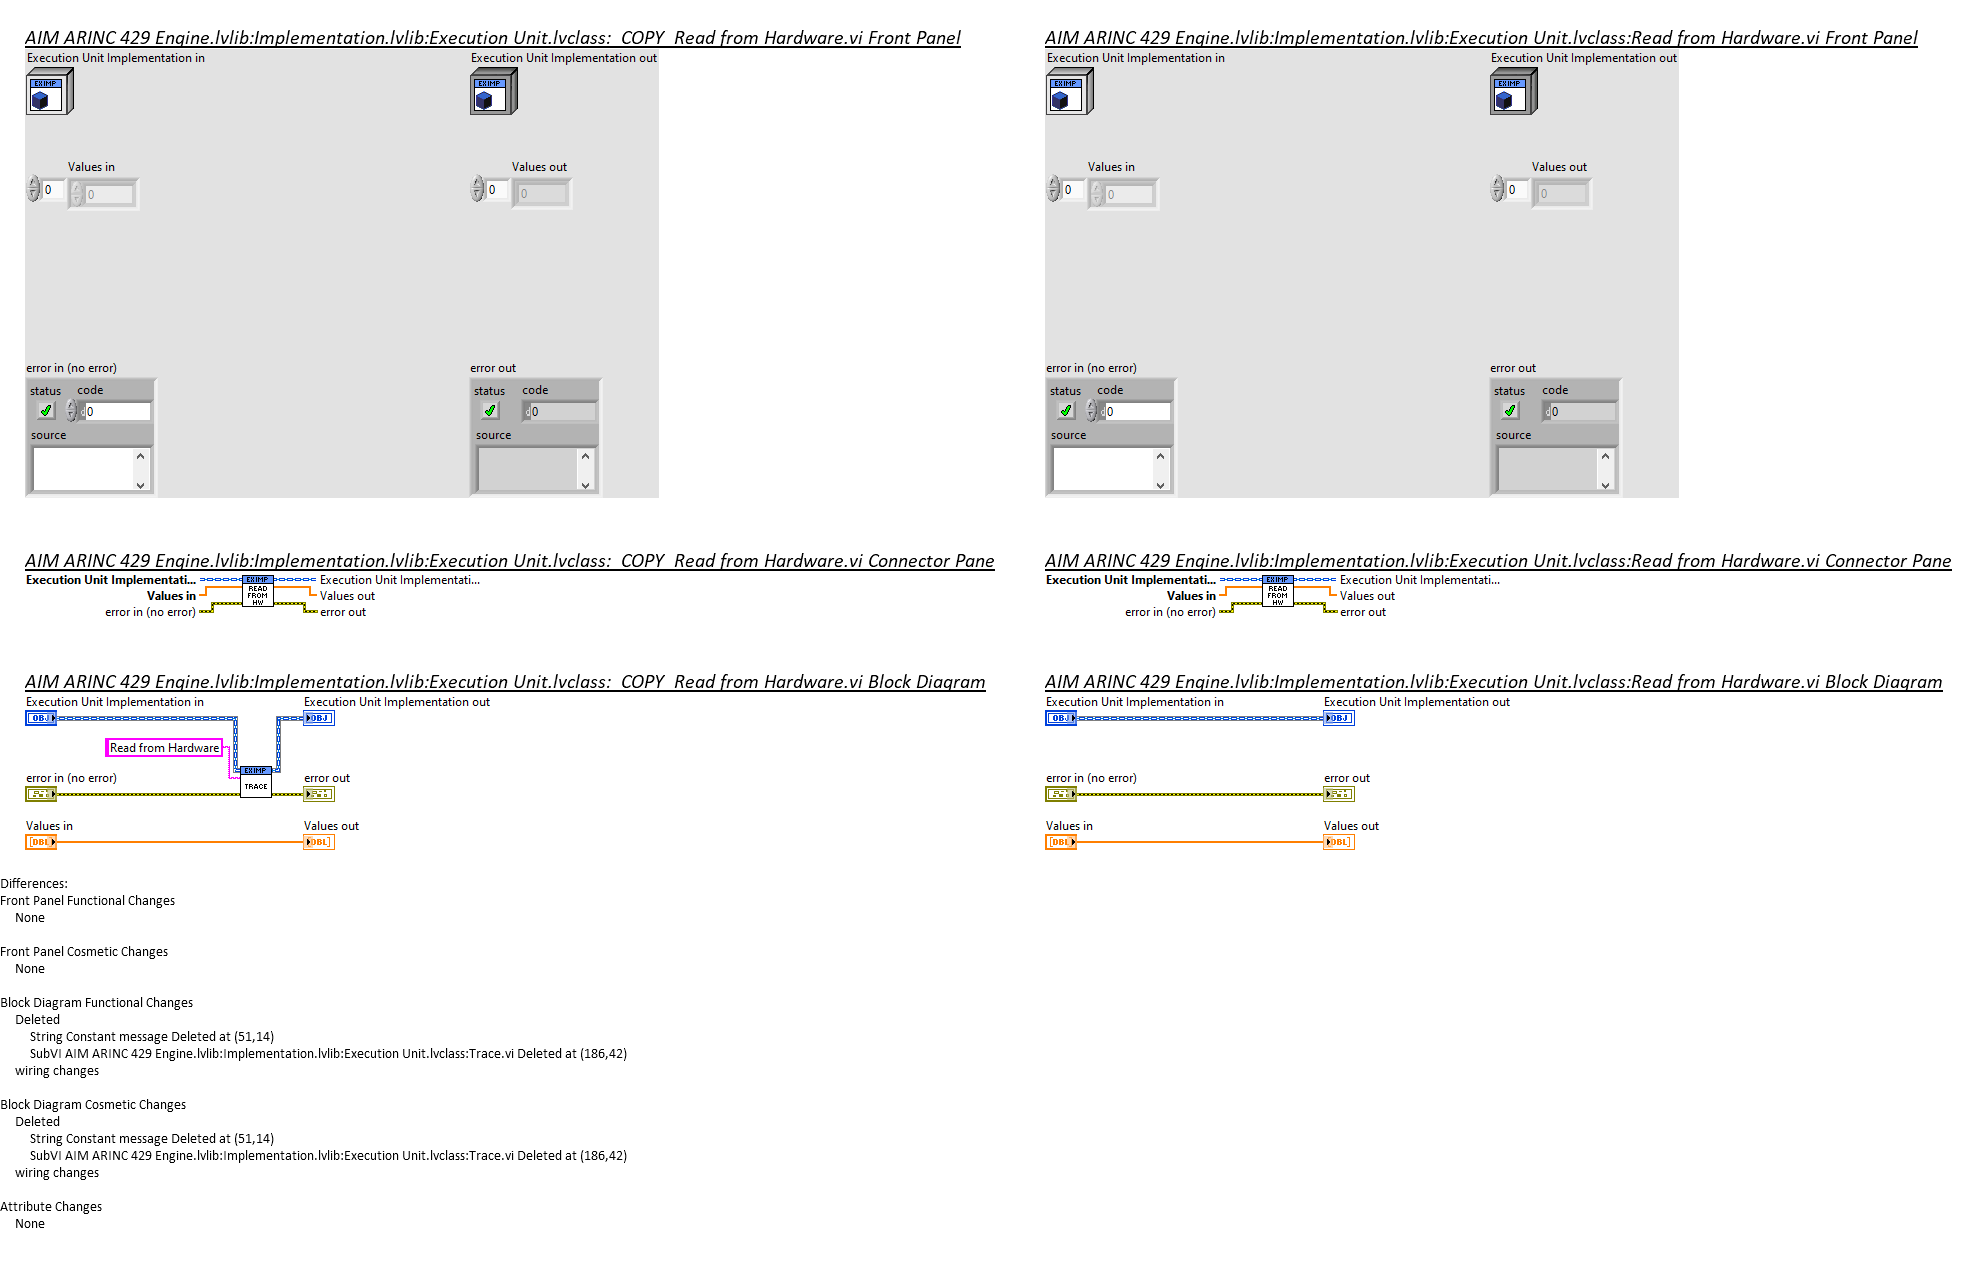 AIM ARINC 429 Engine.lvlib:Implementation.lvlib:Execution Unit.lvclass:  COPY  Read from Hardware.vi Front Panel
Execution Unit Implementation in
Execution Unit Implementation out
EXIMP
EXIMP
Values in
Values out
0
0
0
0
error in (no error)
error out
status code
status code
d0
d0
source
source
AIM ARINC 429 Engine.lvlib:Implementation.lvlib:Execution Unit.lvclass:Read from Hardware.vi Front Panel
Execution Unit Implementation in
Execution Unit Implementation out
EXIMP
EXIMP
Values in
Values out
0
0
0
0
error in (no error)
error out
status code
status code
d0
d0
source
source
AIM ARINC 429 Engine.lvlib:Implementation.lvlib:Execution Unit.lvclass:  COPY  Read from Hardware.vi Connector Pane
Execution Unit Implementati...
Values in
error in (no error)
EXIMP
READ
FROM
HW
Execution Unit Implementati...
Values out
error out
AIM ARINC 429 Engine.lvlib:Implementation.lvlib:Execution Unit.lvclass:Read from Hardware.vi Connector Pane
Execution Unit Implementati...
Values in
error in (no error)
EXIMP
READ
FROM
HW
Execution Unit Implementati...
Values out
error out
AIM ARINC 429 Engine.lvlib:Implementation.lvlib:Execution Unit.lvclass:  COPY  Read from Hardware.vi Block Diagram
Execution Unit Implementation in
Execution Unit Implementation out
OBJ
OBJ
Read from Hardware
EXIMP
TRACE
error in (no error)
error out
Values in
Values out
[DBL]
[DBL]
AIM ARINC 429 Engine.lvlib:Implementation.lvlib:Execution Unit.lvclass:Read from Hardware.vi Block Diagram
Execution Unit Implementation in
Execution Unit Implementation out
OBJ
OBJ
error in (no error)
error out
Values in
Values out
[DBL]
[DBL]
Differences:
Front Panel Functional Changes
None
Front Panel Cosmetic Changes
None
Block Diagram Functional Changes
Deleted
String Constant message Deleted at (51,14)
SubVI AIM ARINC 429 Engine.lvlib:Implementation.lvlib:Execution Unit.lvclass:Trace.vi Deleted at (186,42)
wiring changes
Block Diagram Cosmetic Changes
Deleted
String Constant message Deleted at (51,14)
SubVI AIM ARINC 429 Engine.lvlib:Implementation.lvlib:Execution Unit.lvclass:Trace.vi Deleted at (186,42)
wiring changes
Attribute Changes
None